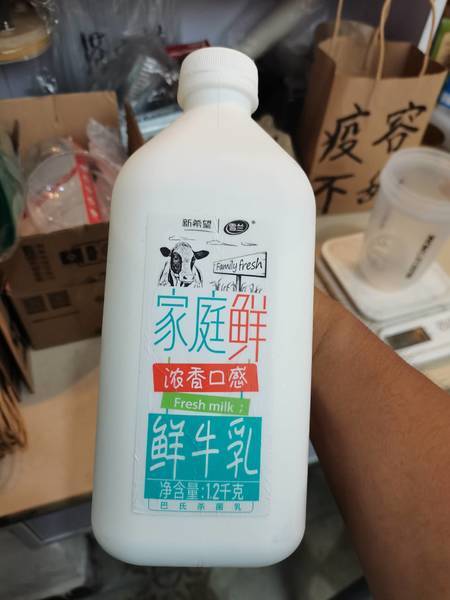 新希望 雪兰®
Family fresh
家庭鲜
浓香口感
Fresh milk
鲜牛乳
净含量:1.2千克
巴氏杀菌乳
疫容
不